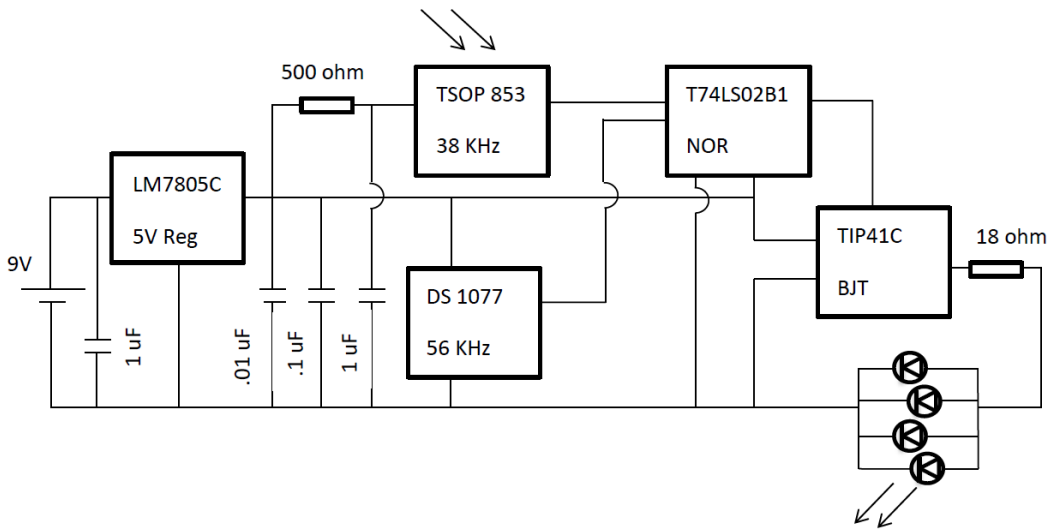 500 ohm
TSOP 853
38 KHz
T74LS02B1
NOR
LM7805C
5V Reg
TIP41C
BJT
18 ohm
9V
DS 1077
56 KHz
1 uF
.01 uF
.1 uF
1 uF